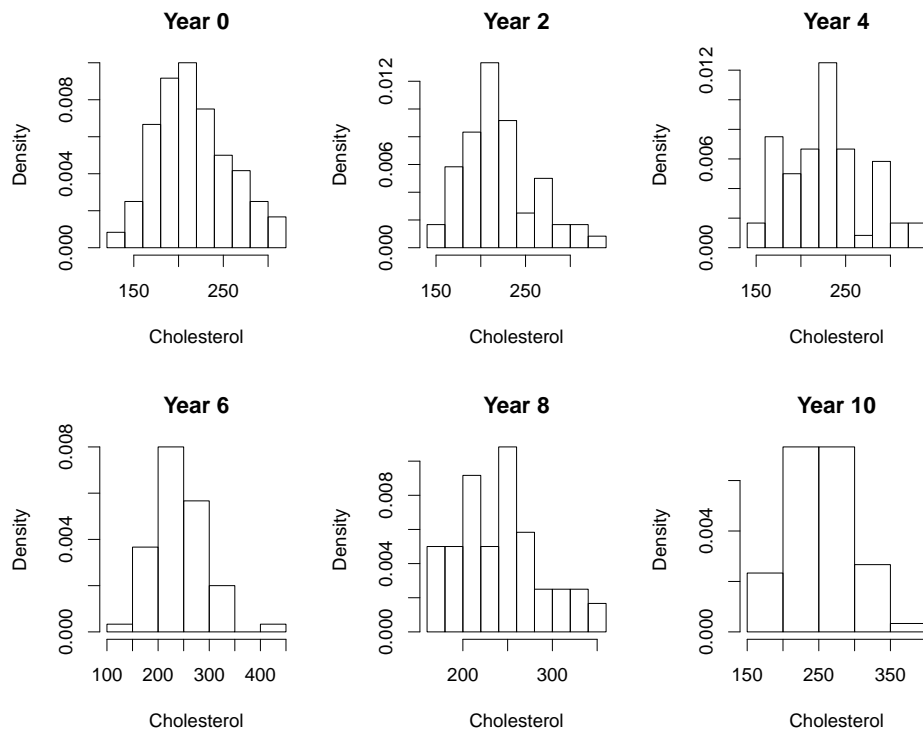 Year 0
Density
0.000 0.004 0.008
150 250
Cholesterol
Year 2
Density
0.000 0.006 0.012
150 250
Cholesterol
Year 4
Density
0.000 0.006 0.012
150 250
Cholesterol
Year 6
Density
0.000 0.004 0.008
100 200 300 400
Cholesterol
Year 8
Density
0.000 0.004 0.008
200 300
Cholesterol
Year 10
Density
0.000 0.004
150 250 350
Cholesterol